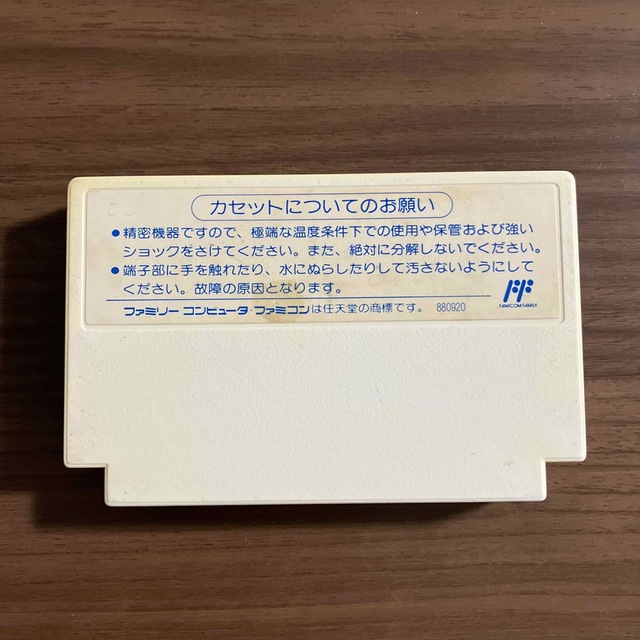 カセットについてのお願い
●精密機器ですので、極端な温度条件下での使用や保管および強い
ショックをさけてください。また、絶対に分解しないでください。
●端子部に手を触れたり、水にぬらしたりして汚さないようにして
ください。故障の原因となります。
FAMICOM FAMILY
ファミリー コンピュータ・ファミコンは任天堂の商標です。 880920